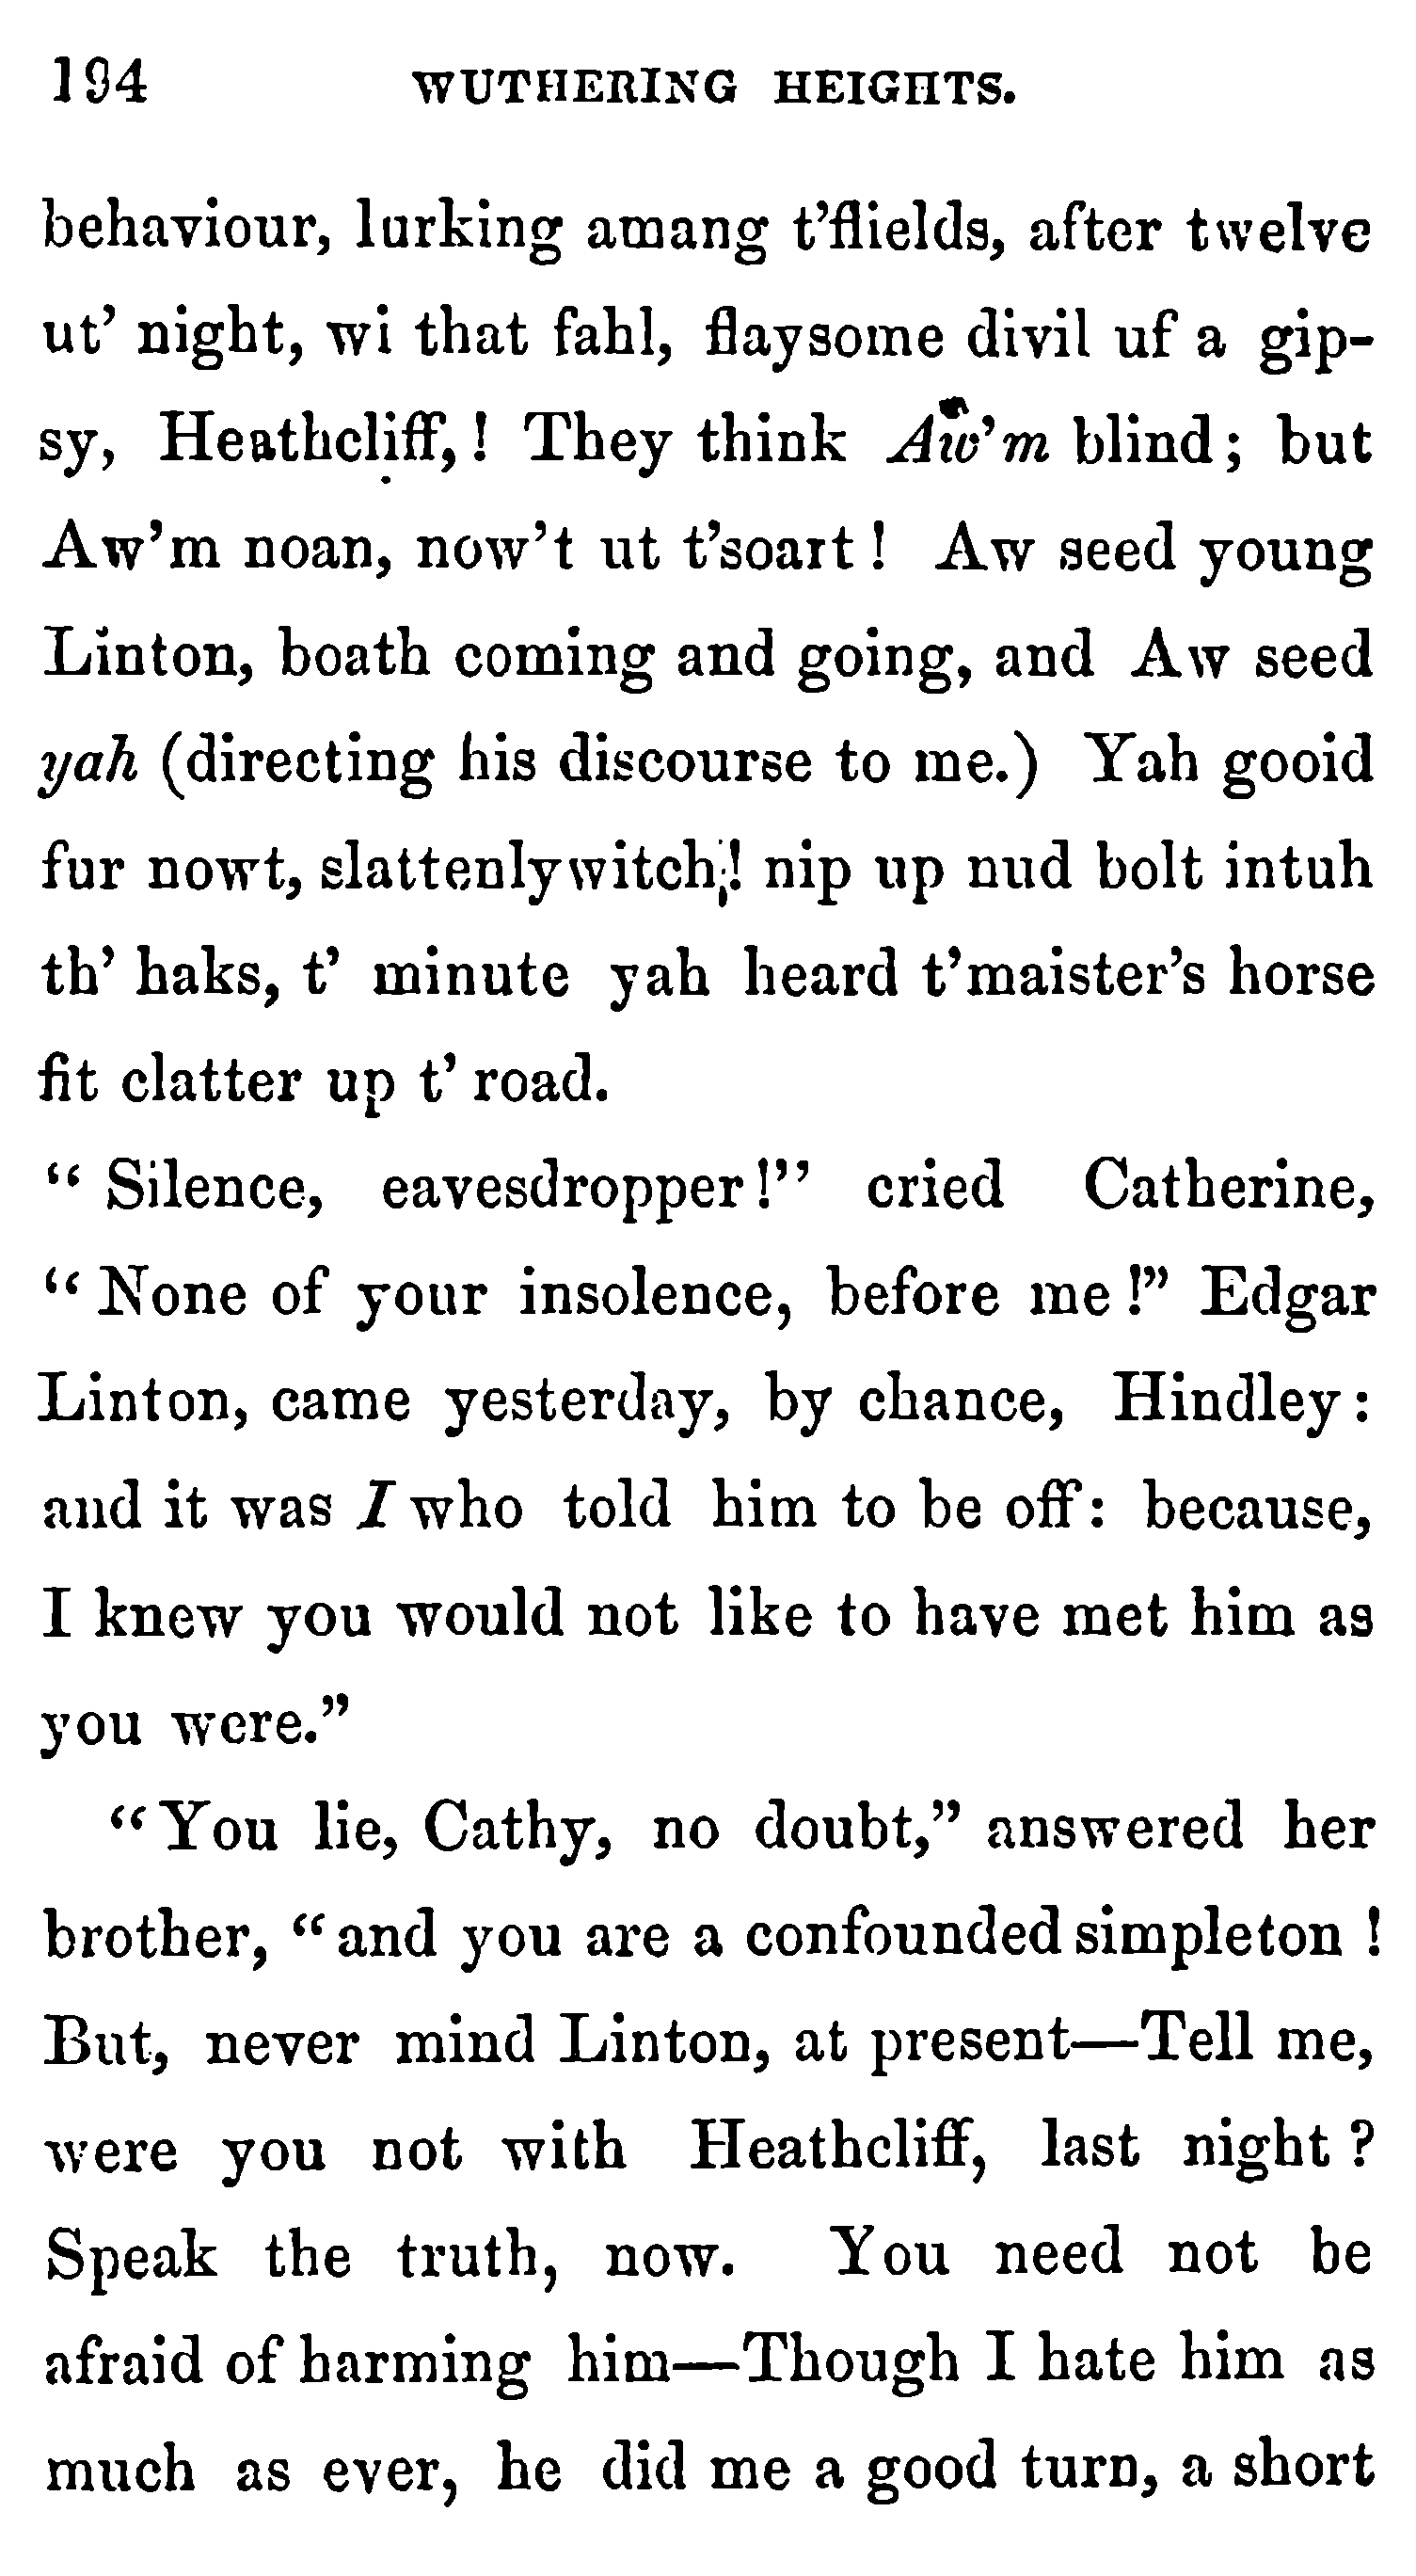 194 WUTHERING HEIGHTS.
behaviour, lurking amang t'flields, after twelve
ut' night, wi that fahl, flaysome divil uf a gip-
sy, Heathcliff,! They think Aw'm blind; but
Aw'm noan, now't ut t'soart! Aw seed young
Linton, boath coming and going, and Aw seed
yah (directing his discourse to me.) Yah gooid
fur nowt, slattenly witch! nip up nud bolt intuh
th' haks, t' minute yah heard t'maister's horse
fit clatter up t' road.
"Silence, eavesdropper!" cried Catherine,
"None of your insolence, before me!" Edgar
Linton, came yesterday, by chance, Hindley:
and it was I who told him to be off: because,
I knew you would not like to have met him as
you were."
"You lie, Cathy, no doubt," answered her
brother, "and you are a confounded simpleton!
But, never mind Linton, at present—Tell me,
were you not with Heathcliff, last night?
Speak the truth, now. You need not be
afraid of harming him—Though I hate him as
much as ever, he did me a good turn, a short